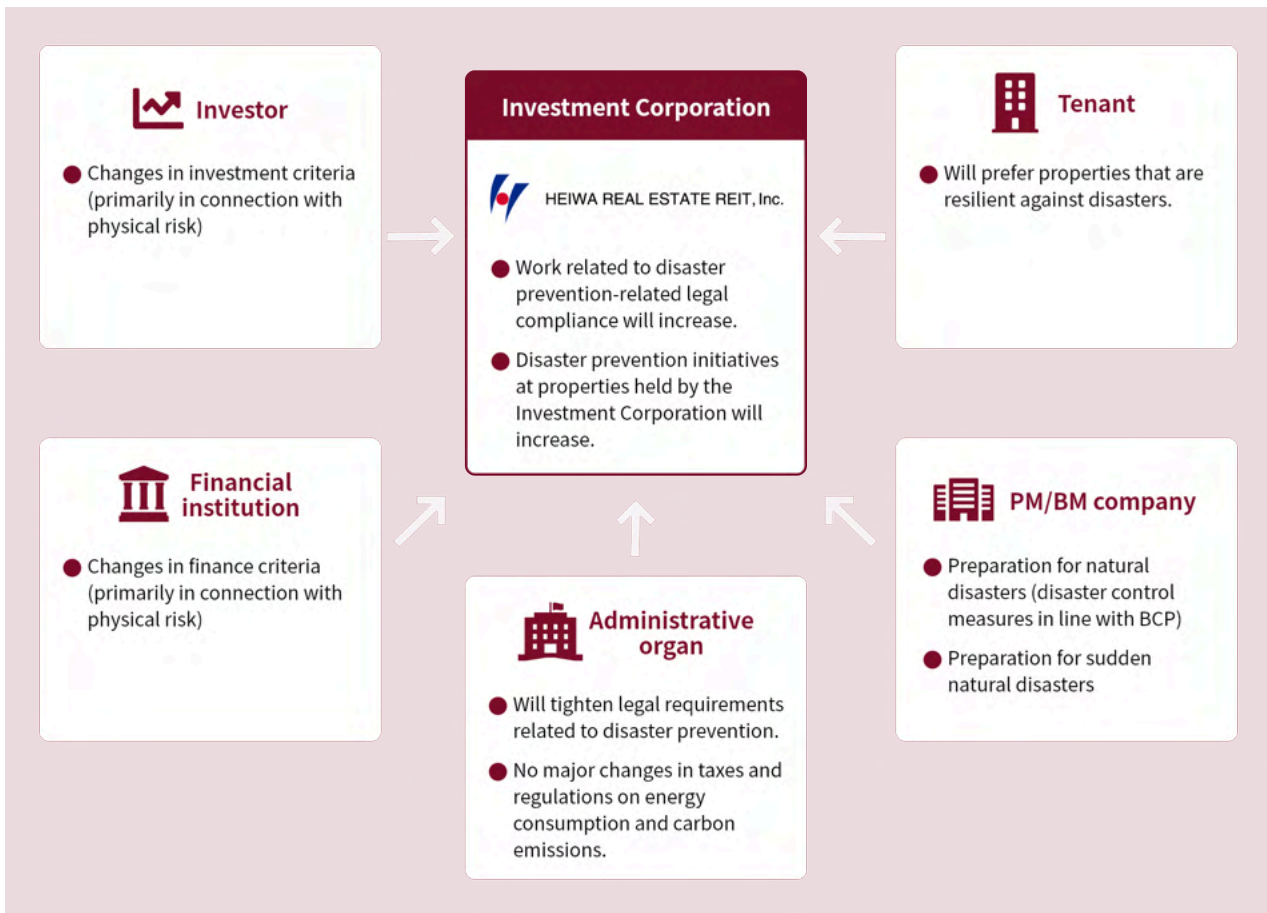 Investor
Changes in investment criteria
(primarily in connection with
physical risk)
Investment Corporation
HEIWA REAL ESTATE REIT, Inc.
Work related to disaster
prevention-related legal
compliance will increase.
Disaster prevention initiatives
at properties held by the
Investment Corporation will
increase.
Tenant
Will prefer properties that are
resilient against disasters.
Financial
institution
Changes in finance criteria
(primarily in connection with
physical risk)
Administrative
organ
Will tighten legal requirements
related to disaster prevention.
No major changes in taxes and
regulations on energy
consumption and carbon
emissions.
PM/BM company
Preparation for natural
disasters (disaster control
measures in line with BCP)
Preparation for sudden
natural disasters